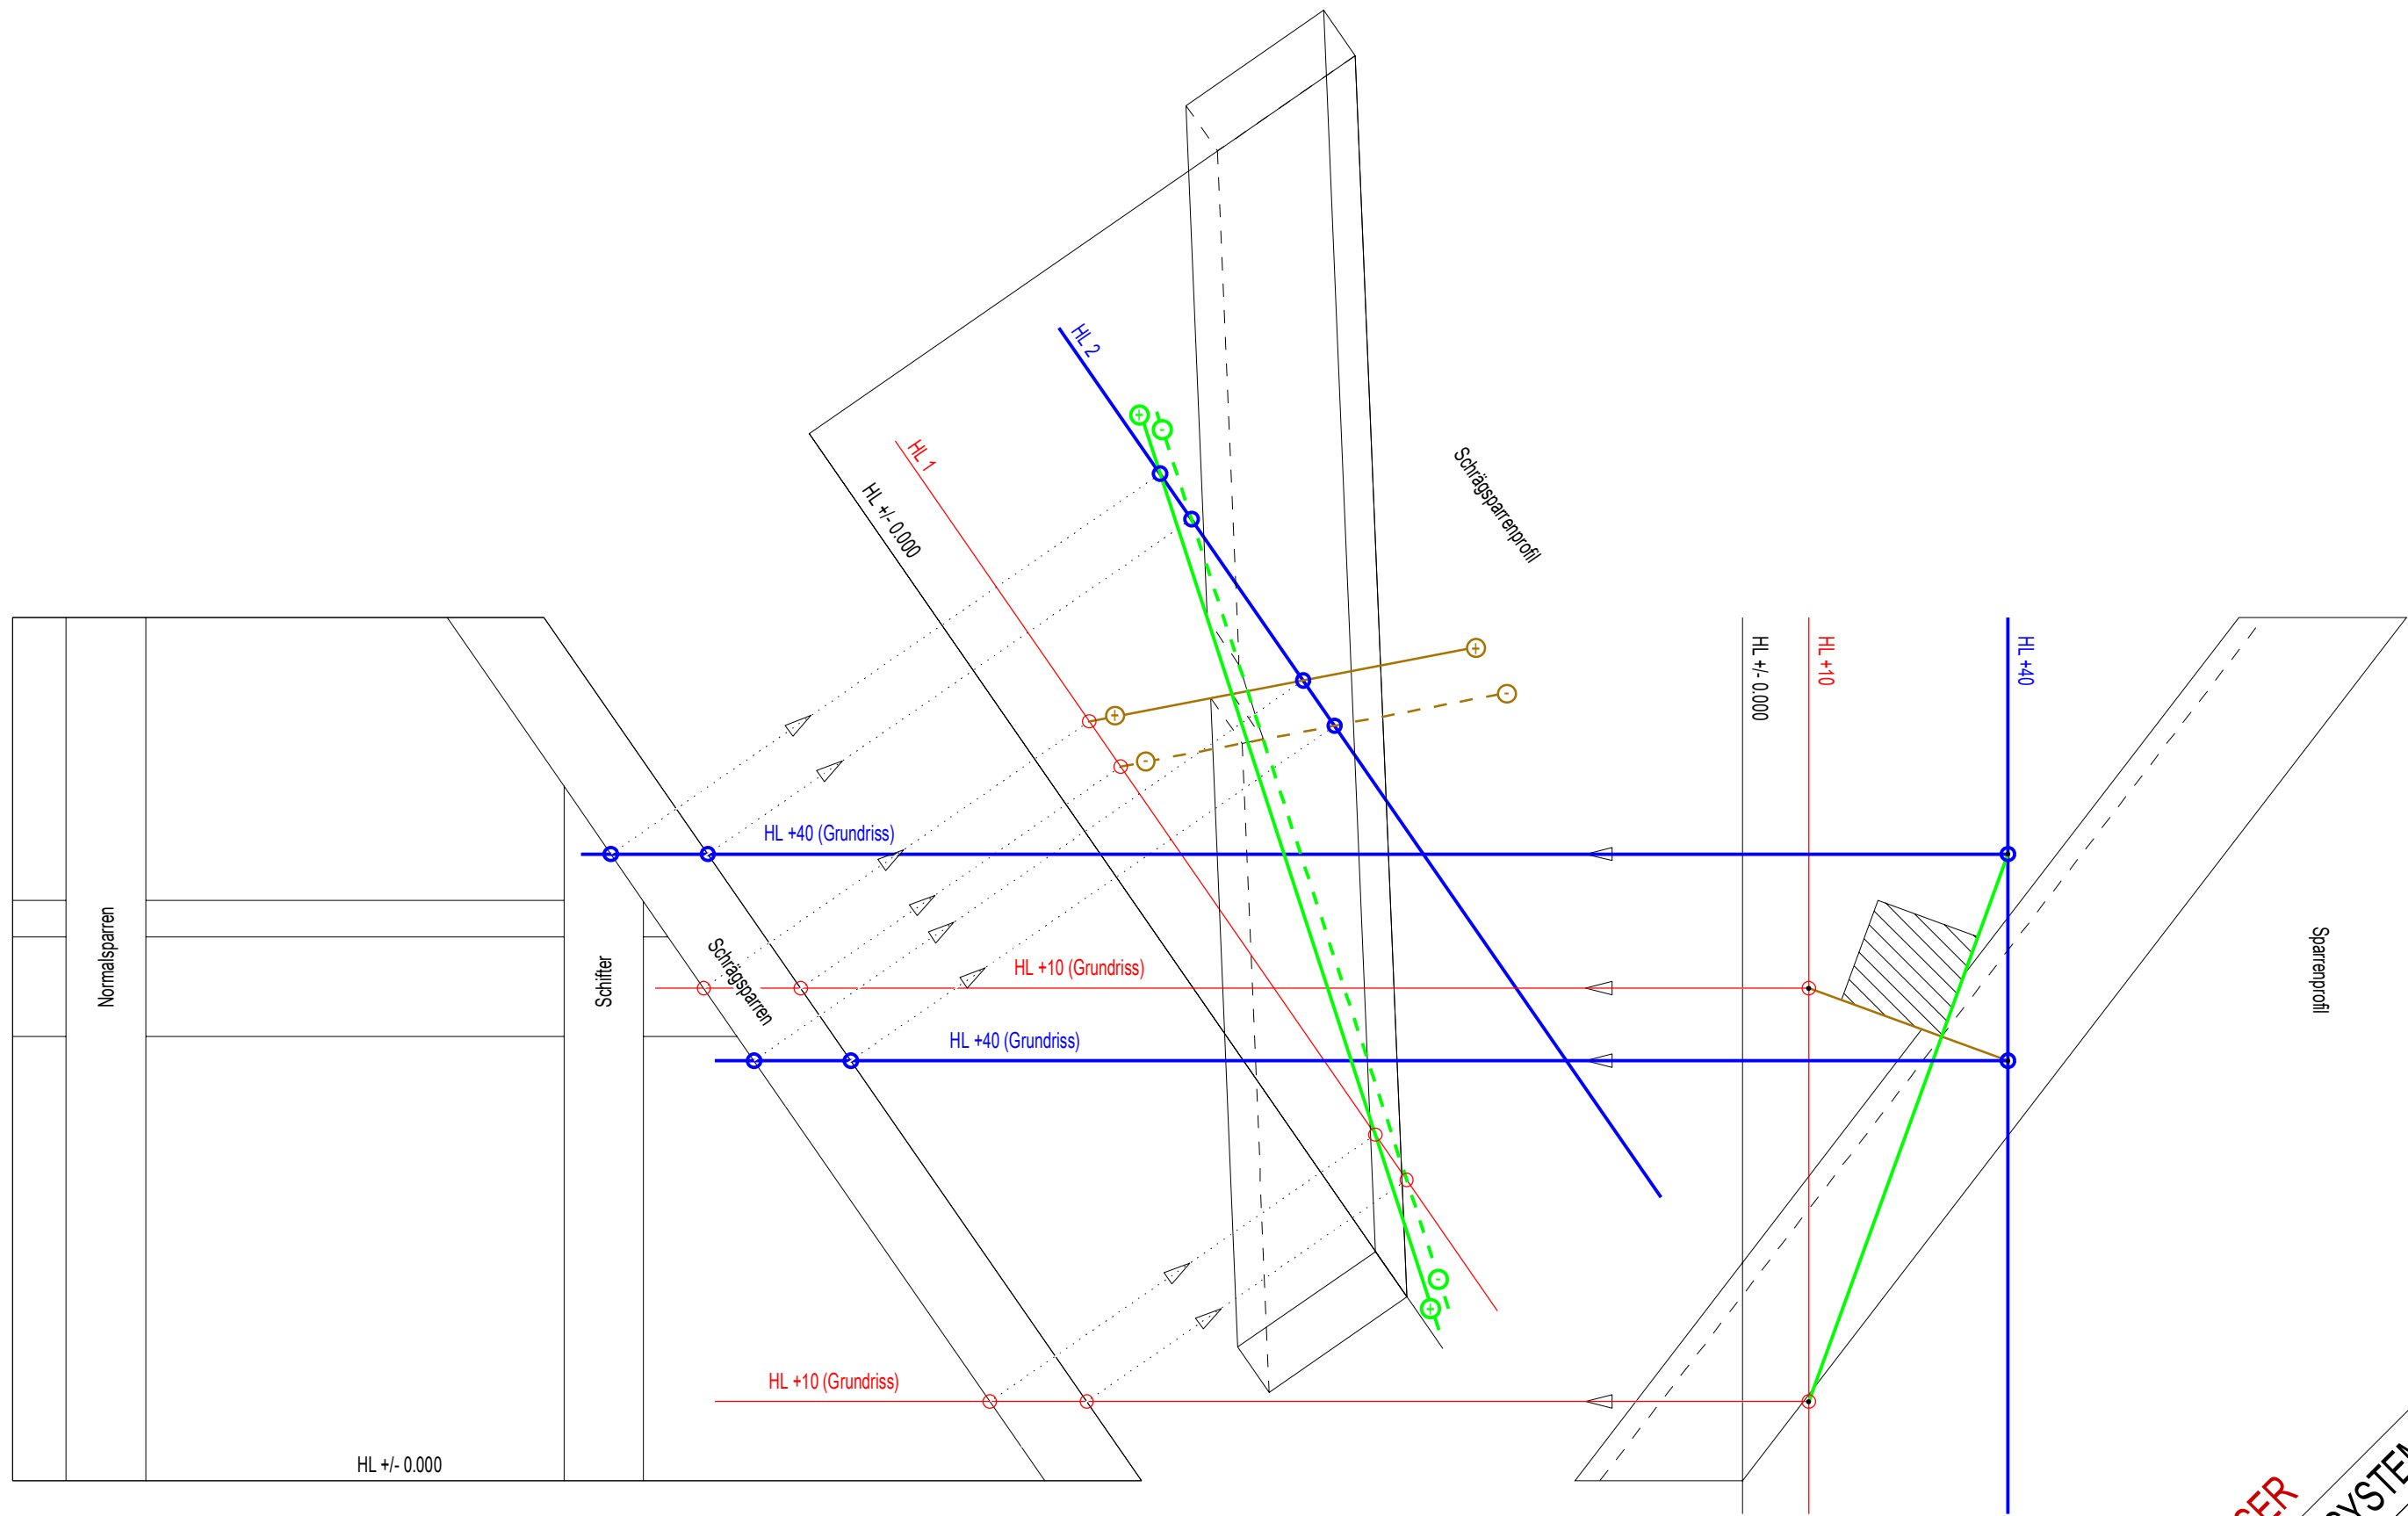 HL 2
HL 1
HL +/- 0.000
Schrägsparrenprofil
HL +/- 0.000
HL +10
HL +40
HL +40 (Grundriss)
Normalsparren
Schifter
Schrägsparren
HL +10 (Grundriss)
Sparrenprofil
HL +40 (Grundriss)
HL +10 (Grundriss)
HL +/- 0.000
+
-
+
-
+
-
-
+